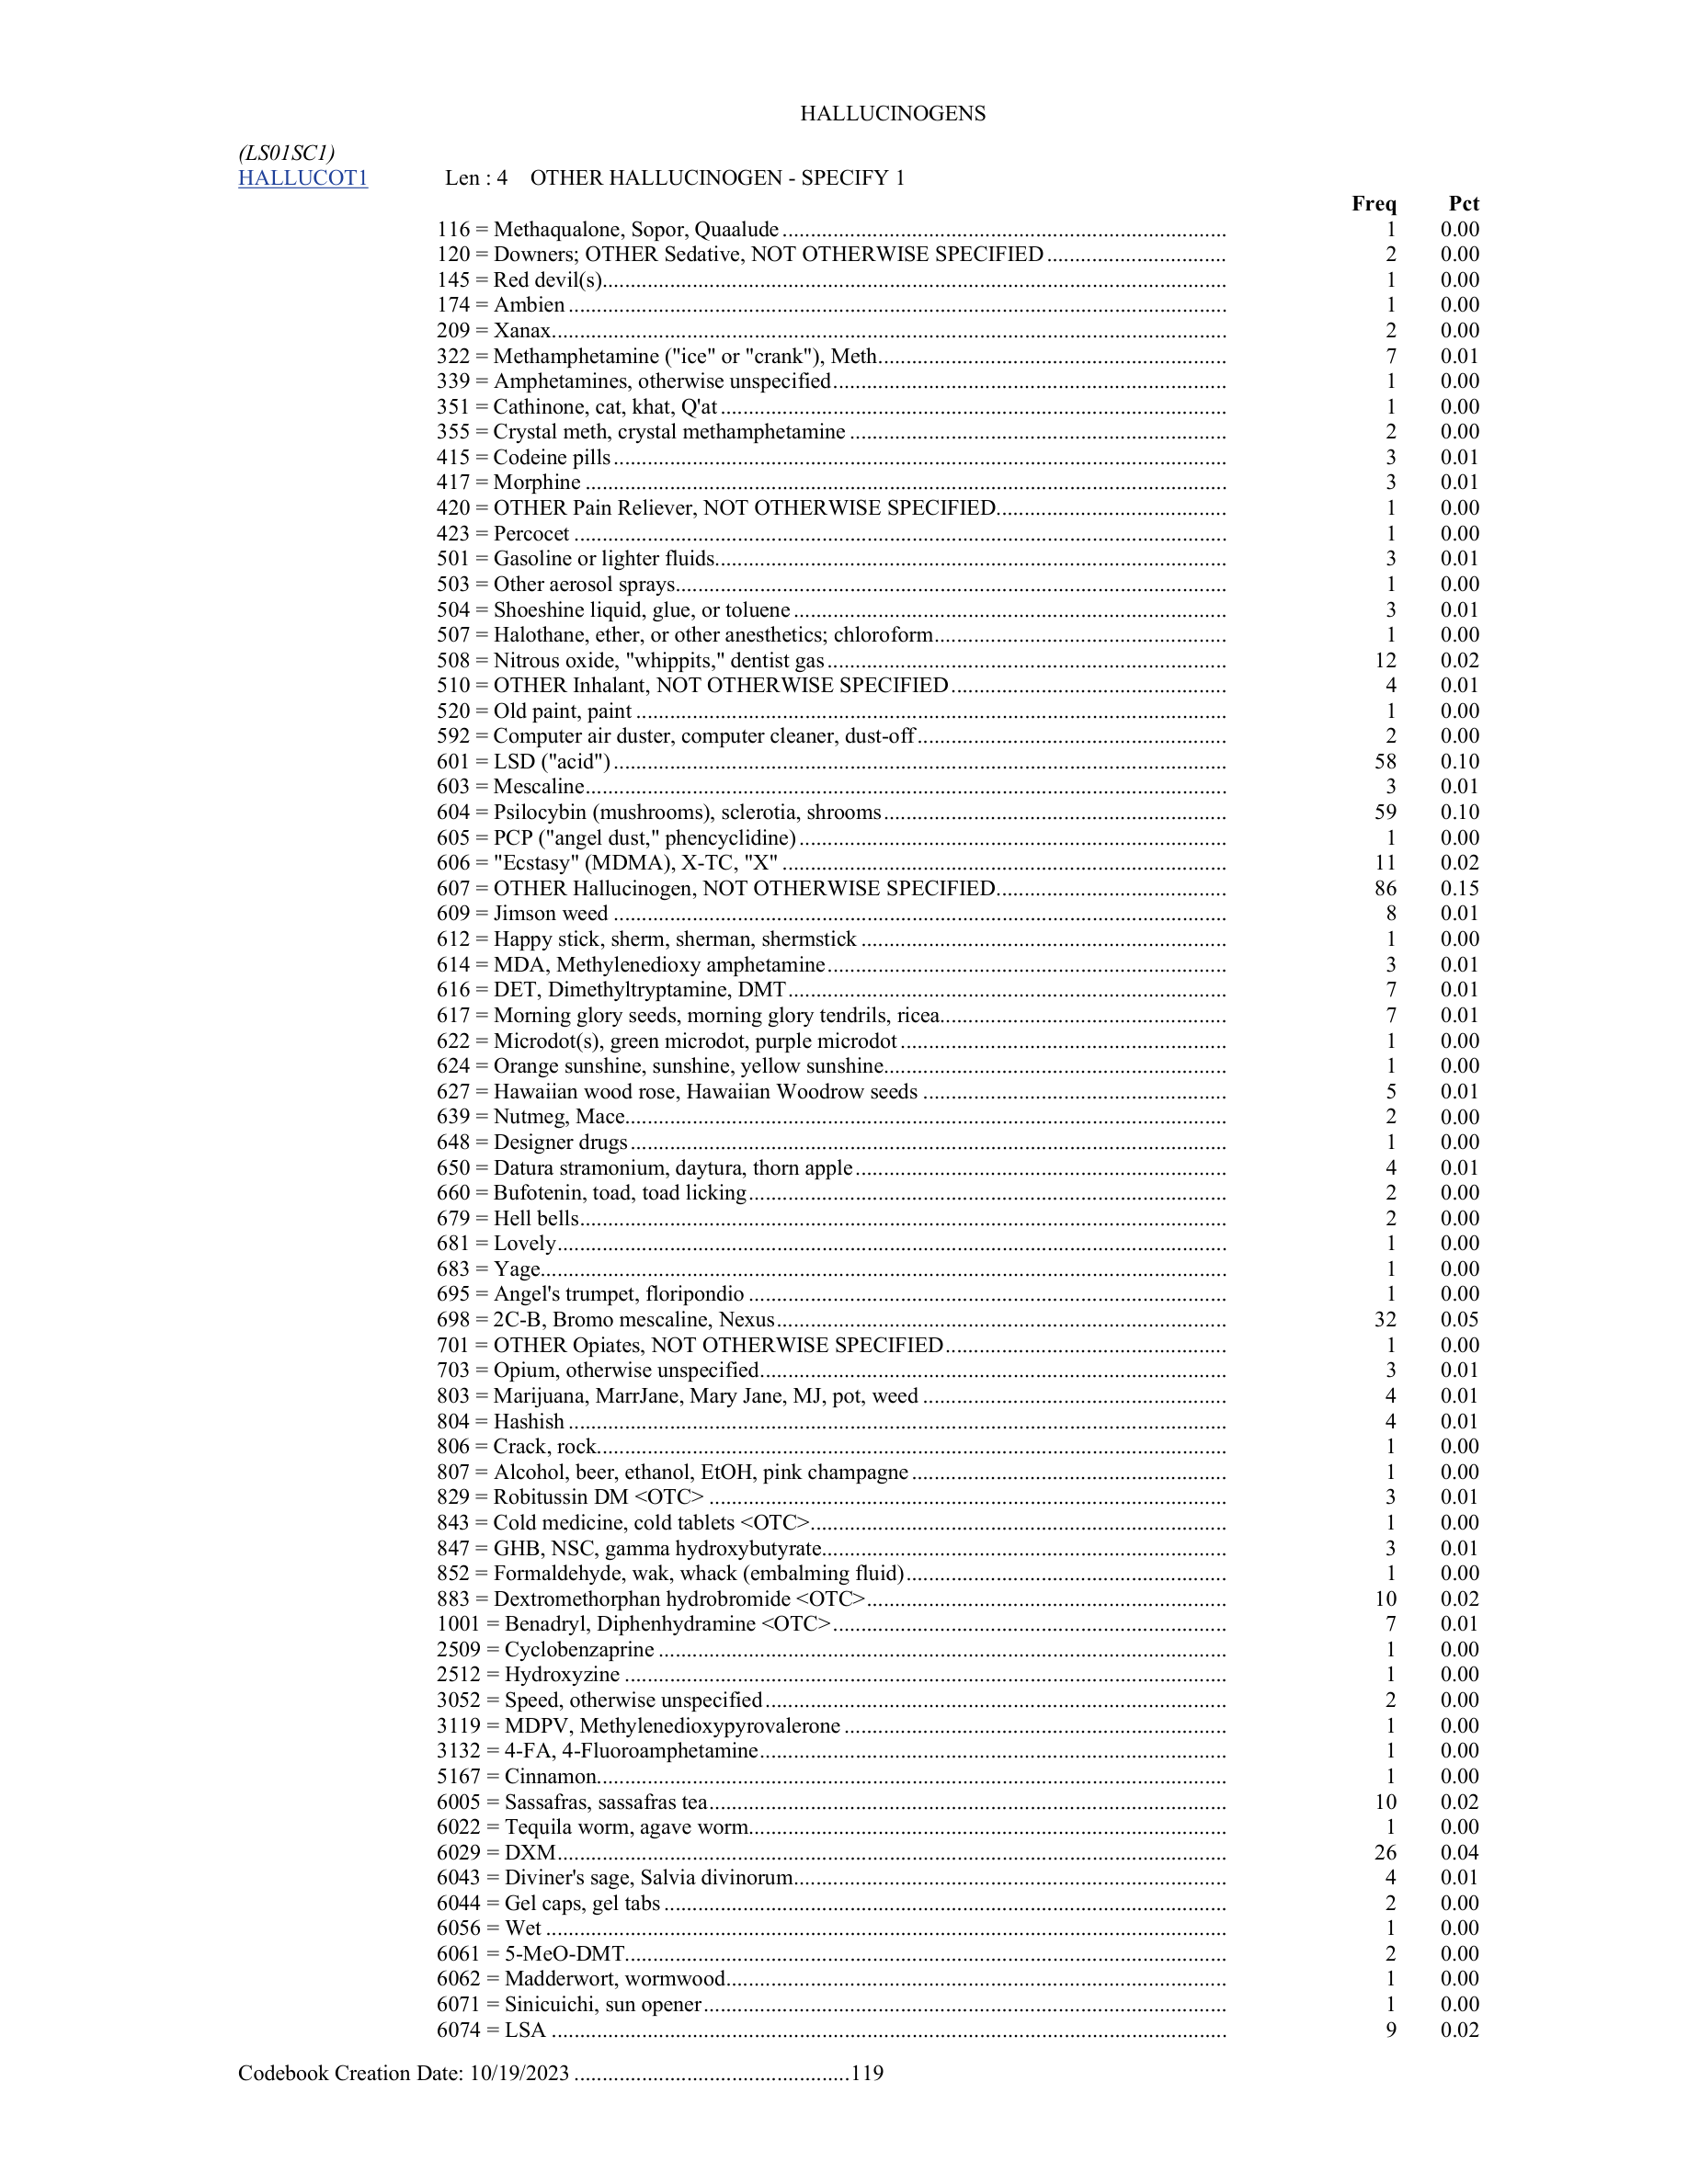 HALLUCINOGENS
(LS01SC1)
HALLUCOT1 Len : 4 OTHER HALLUCINOGEN - SPECIFY 1
Freq Pct
116 = Methaqualone, Sopor, Quaalude 1 0.00
120 = Downers; OTHER Sedative, NOT OTHERWISE SPECIFIED 2 0.00
145 = Red devil(s) 1 0.00
174 = Ambien 1 0.00
209 = Xanax 2 0.00
322 = Methamphetamine ("ice" or "crank"), Meth 7 0.01
339 = Amphetamines, otherwise unspecified 1 0.00
351 = Cathinone, cat, khat, Q'at 1 0.00
355 = Crystal meth, crystal methamphetamine 2 0.00
415 = Codeine pills 3 0.01
417 = Morphine 3 0.01
420 = OTHER Pain Reliever, NOT OTHERWISE SPECIFIED 1 0.00
423 = Percocet 1 0.00
501 = Gasoline or lighter fluids 3 0.01
503 = Other aerosol sprays 1 0.00
504 = Shoeshine liquid, glue, or toluene 3 0.01
507 = Halothane, ether, or other anesthetics; chloroform 1 0.00
508 = Nitrous oxide, "whippits," dentist gas 12 0.02
510 = OTHER Inhalant, NOT OTHERWISE SPECIFIED 4 0.01
520 = Old paint, paint 1 0.00
592 = Computer air duster, computer cleaner, dust-off 2 0.00
601 = LSD ("acid") 58 0.10
603 = Mescaline 3 0.01
604 = Psilocybin (mushrooms), sclerotia, shrooms 59 0.10
605 = PCP ("angel dust," phencyclidine) 1 0.00
606 = "Ecstasy" (MDMA), X-TC, "X" 11 0.02
607 = OTHER Hallucinogen, NOT OTHERWISE SPECIFIED 86 0.15
609 = Jimson weed 8 0.01
612 = Happy stick, sherm, sherman, shermstick 1 0.00
614 = MDA, Methylenedioxy amphetamine 3 0.01
616 = DET, Dimethyltryptamine, DMT 7 0.01
617 = Morning glory seeds, morning glory tendrils, ricea 7 0.01
622 = Microdot(s), green microdot, purple microdot 1 0.00
624 = Orange sunshine, sunshine, yellow sunshine 1 0.00
627 = Hawaiian wood rose, Hawaiian Woodrow seeds 5 0.01
639 = Nutmeg, Mace 2 0.00
648 = Designer drugs 1 0.00
650 = Datura stramonium, daytura, thorn apple 4 0.01
660 = Bufotenin, toad, toad licking 2 0.00
679 = Hell bells 2 0.00
681 = Lovely 1 0.00
683 = Yage 1 0.00
695 = Angel's trumpet, floripondio 1 0.00
698 = 2C-B, Bromo mescaline, Nexus 32 0.05
701 = OTHER Opiates, NOT OTHERWISE SPECIFIED 1 0.00
703 = Opium, otherwise unspecified 3 0.01
803 = Marijuana, MarrJane, Mary Jane, MJ, pot, weed 4 0.01
804 = Hashish 4 0.01
806 = Crack, rock 1 0.00
807 = Alcohol, beer, ethanol, EtOH, pink champagne 1 0.00
829 = Robitussin DM <OTC> 3 0.01
843 = Cold medicine, cold tablets <OTC> 1 0.00
847 = GHB, NSC, gamma hydroxybutyrate 3 0.01
852 = Formaldehyde, wak, whack (embalming fluid) 1 0.00
883 = Dextromethorphan hydrobromide <OTC> 10 0.02
1001 = Benadryl, Diphenhydramine <OTC> 7 0.01
2509 = Cyclobenzaprine 1 0.00
2512 = Hydroxyzine 1 0.00
3052 = Speed, otherwise unspecified 2 0.00
3119 = MDPV, Methylenedioxypyrovalerone 1 0.00
3132 = 4-FA, 4-Fluoroamphetamine 1 0.00
5167 = Cinnamon 1 0.00
6005 = Sassafras, sassafras tea 10 0.02
6022 = Tequila worm, agave worm 1 0.00
6029 = DXM 26 0.04
6043 = Diviner's sage, Salvia divinorum 4 0.01
6044 = Gel caps, gel tabs 2 0.00
6056 = Wet 1 0.00
6061 = 5-MeO-DMT 2 0.00
6062 = Madderwort, wormwood 1 0.00
6071 = Sinicuichi, sun opener 1 0.00
6074 = LSA 9 0.02
Codebook Creation Date: 10/19/2023 119